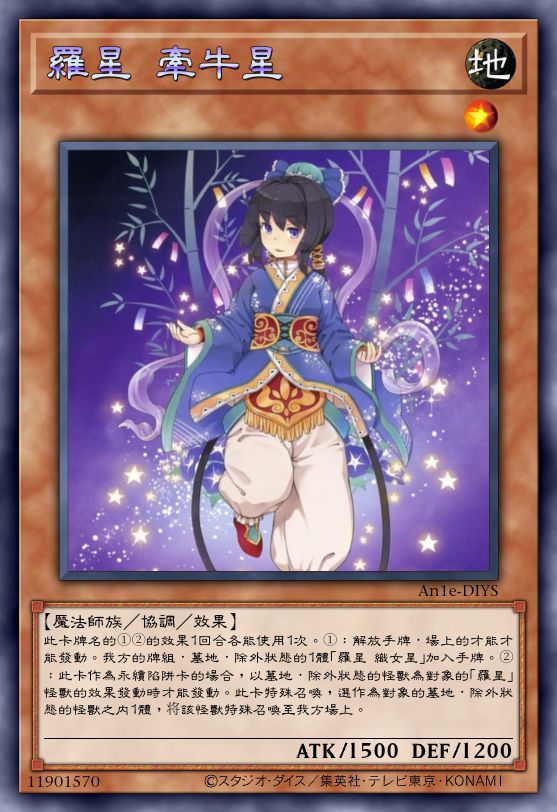 羅星 牽牛星
地
An1e-DIYS
【魔法師族／協調／效果】
此卡牌名的①②的效果1回合各能使用1次。①：解放手牌·場上的才能才
能發動。我方的牌組·墓地·除外狀態的1體「羅星 織女星」加入手牌。②
：此卡作為永續陷阱卡的場合，以墓地·除外狀態的怪獸為對象的「羅星」
怪獸的效果發動時才能發動。此卡特殊召喚，選作為對象的墓地·除外狀
態的怪獸之內1體，将該怪獸特殊召喚至我方場上。
ATK/1500 DEF/1200
11901570
©スタジオ・ダイス／集英社・テレビ東京・KONAMI